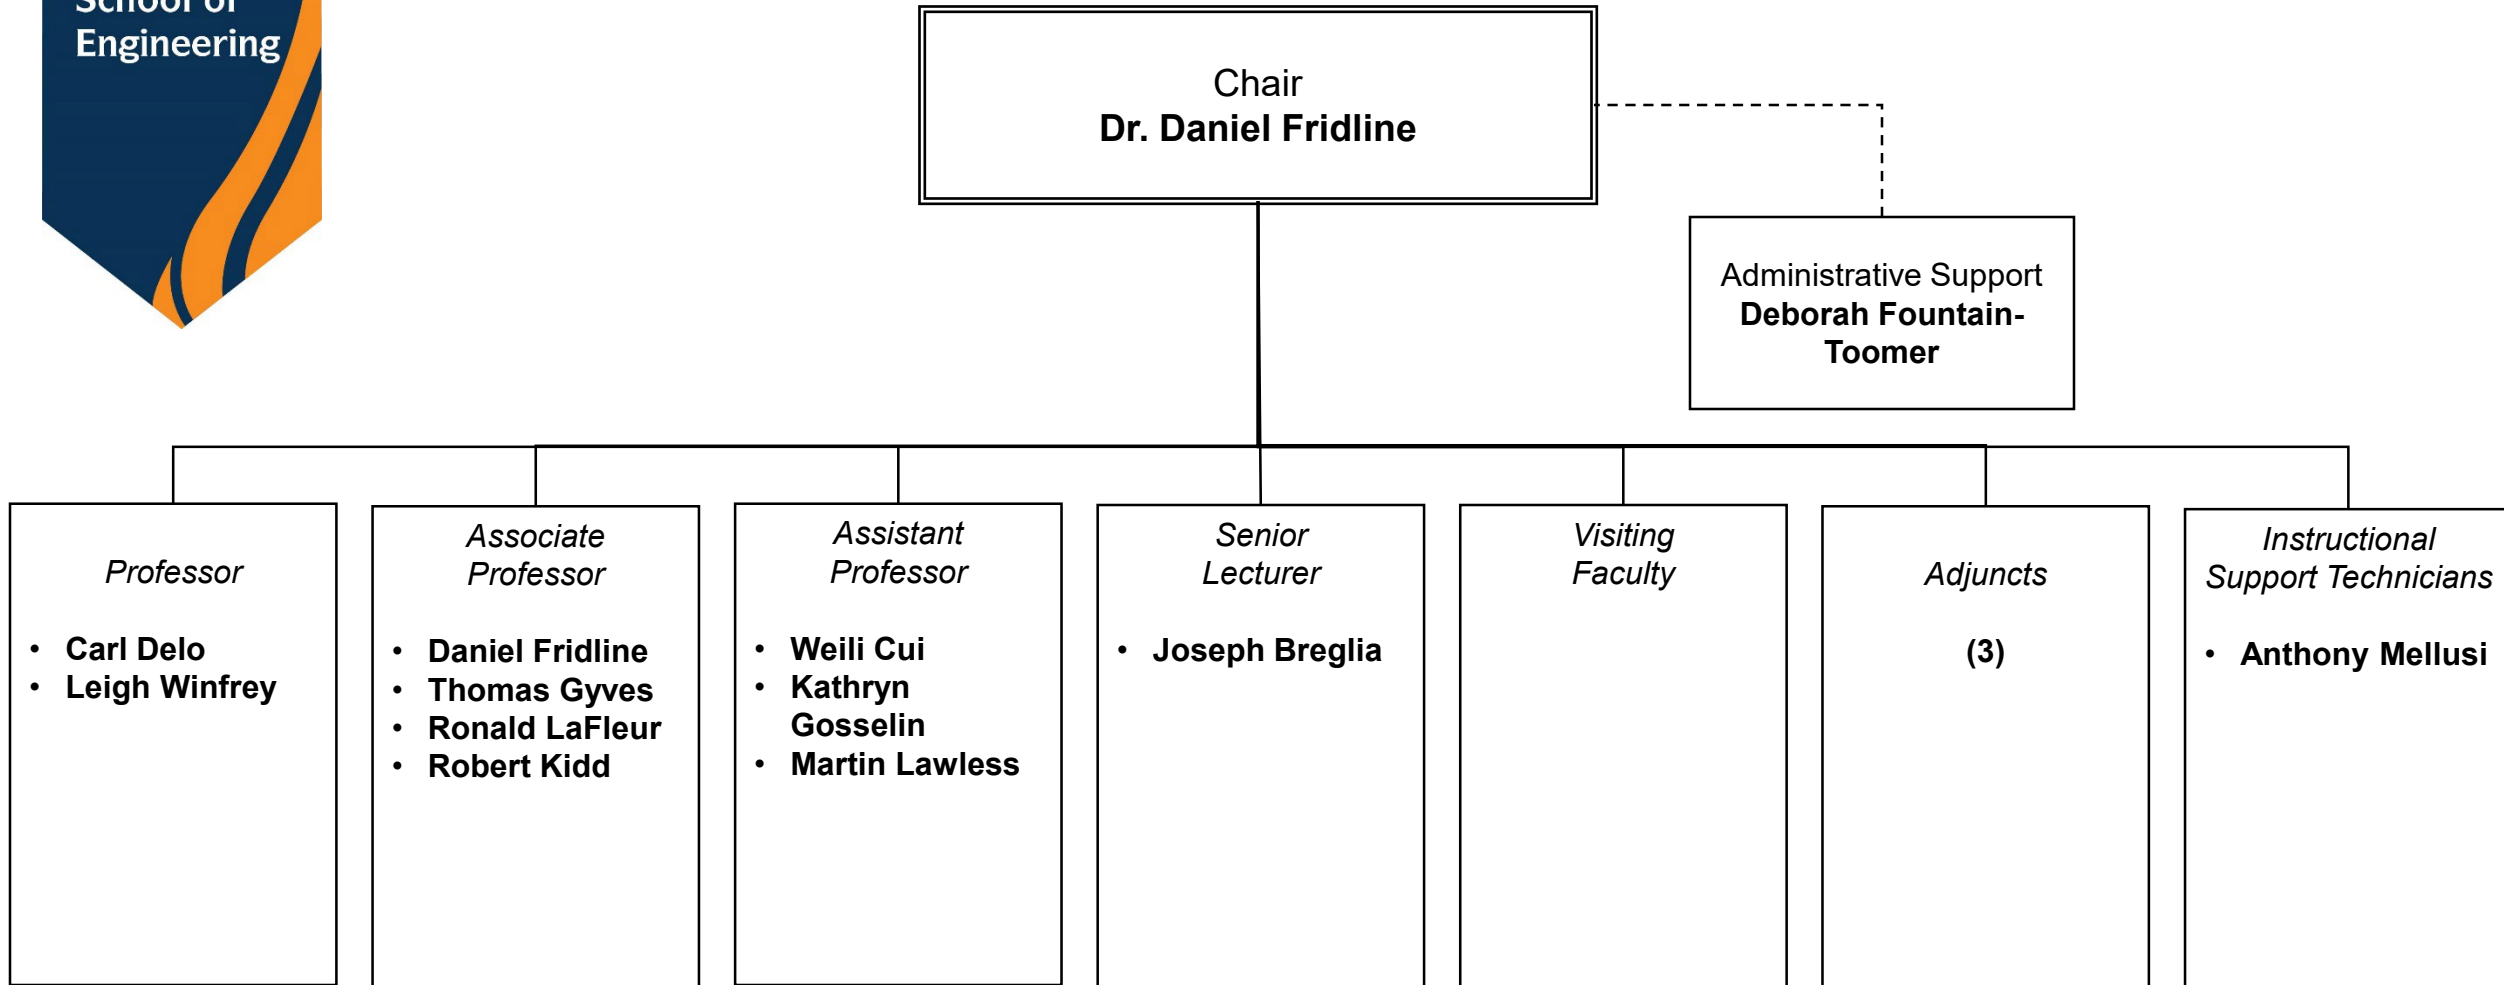 School of
Engineering
Chair
Dr. Daniel Fridline
Administrative Support
Deborah Fountain-
Toomer
Professor
• Carl Delo
• Leigh Winfrey
Associate
Professor
• Daniel Fridline
• Thomas Gyves
• Ronald LaFleur
• Robert Kidd
Assistant
Professor
• Weili Cui
• Kathryn
Gosselin
• Martin Lawless
Senior
Lecturer
• Joseph Breglia
Visiting
Faculty
Adjuncts
(3)
Instructional
Support Technicians
• Anthony Mellusi